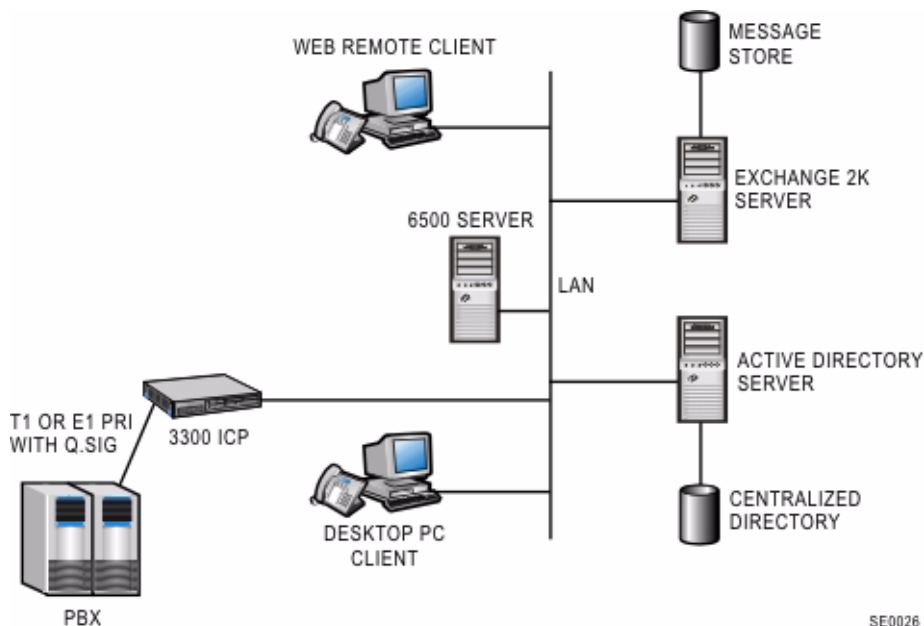 WEB REMOTE CLIENT
MESSAGE
STORE
EXCHANGE 2K
SERVER
6500 SERVER
LAN
ACTIVE DIRECTORY
SERVER
T1 OR E1 PRI
WITH Q.SIG
3300 ICP
DESKTOP PC
CLIENT
CENTRALIZED
DIRECTORY
PBX
SE0026